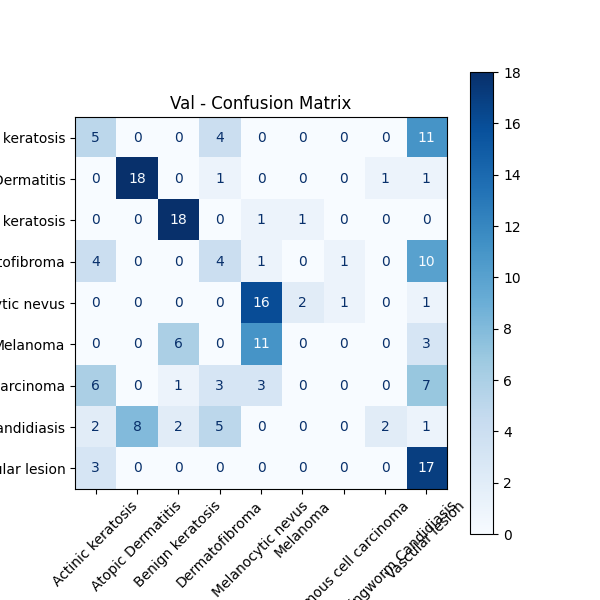 Val - Confusion Matrix
keratosis 5 0 0 4 0 0 0 0 11
Dermatitis 0 18 0 1 0 0 0 1 1
keratosis 0 0 18 0 1 1 0 0 0
tofibroma 4 0 0 4 1 0 1 0 10
tic nevus 0 0 0 0 16 2 1 0 1
Melanoma 0 0 6 0 11 0 0 0 3
arcinoma 6 0 1 3 3 0 0 0 7
andidiasis 2 8 2 5 0 0 0 2 1
ular lesion 3 0 0 0 0 0 0 0 17
Actinic keratosis
Atopic Dermatitis
Benign keratosis
Dermatofibroma
Melanocytic nevus
Melanoma
mous cell carcinoma
ngworm Candidiasis
Vascular lesion
18
16
14
12
10
8
6
4
2
0